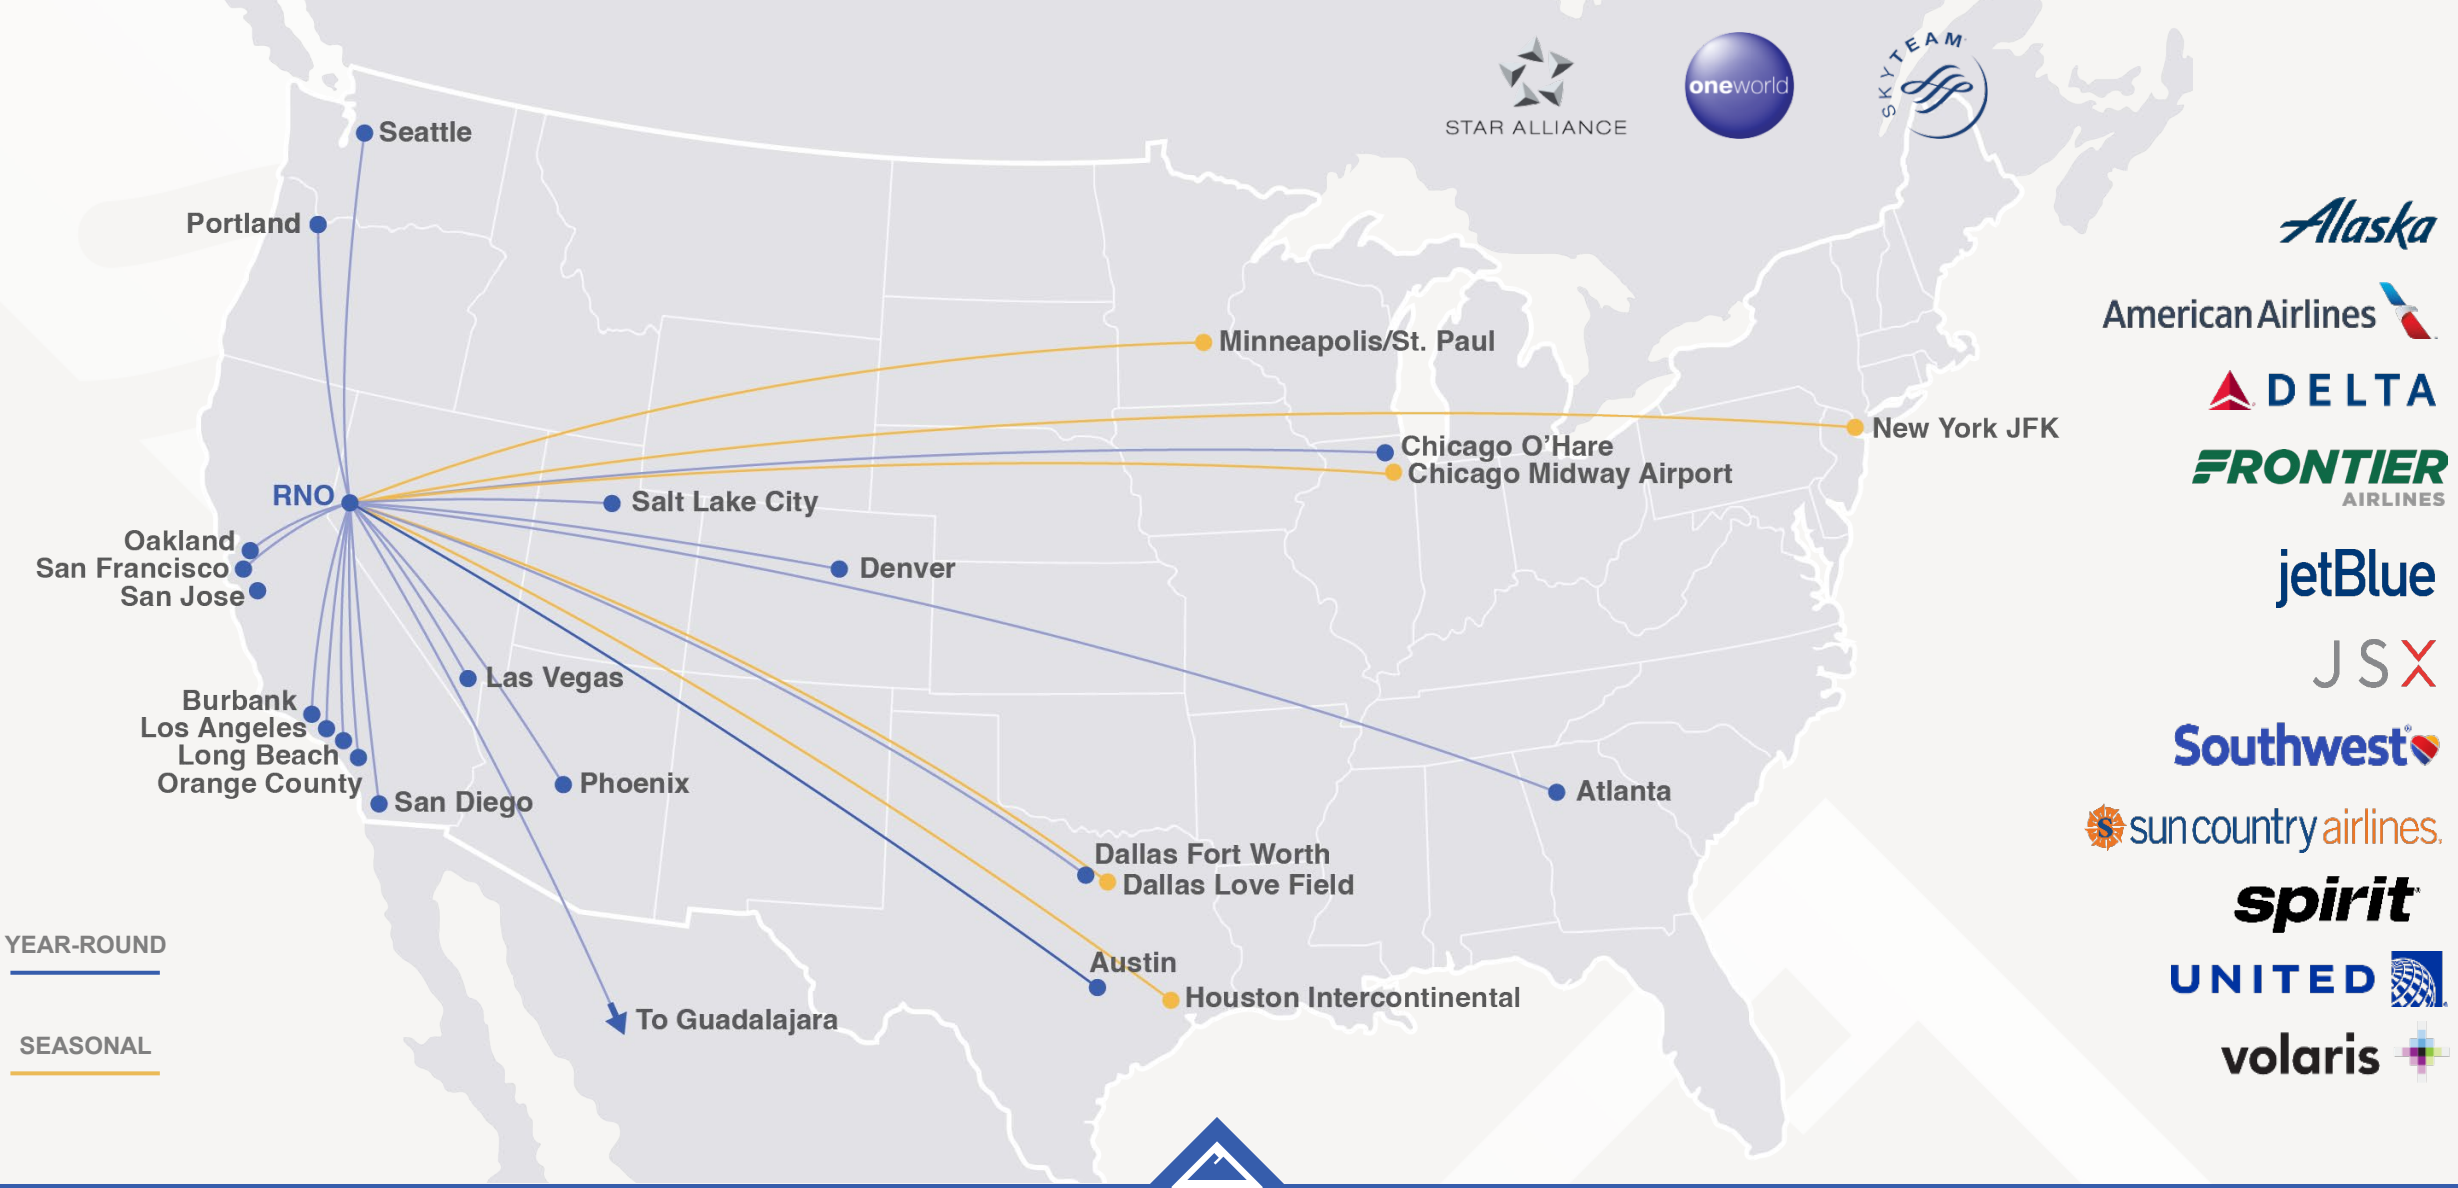 STAR ALLIANCE
oneworld
SKYTEAM
Seattle
Portland
Alaska
American Airlines
Minneapolis/St. Paul
DELTA
New York JFK
Chicago O’Hare
Chicago Midway Airport
FRONTIER
AIRLINES
RNO
Salt Lake City
Oakland
San Francisco
San Jose
Denver
jetBlue
JSX
Las Vegas
Burbank
Los Angeles
Long Beach
Orange County
San Diego
Phoenix
Atlanta
Southwest
sun country airlines.
Dallas Fort Worth
Dallas Love Field
spirit
YEAR-ROUND
Austin
Houston Intercontinental
UNITED
To Guadalajara
SEASONAL
volaris